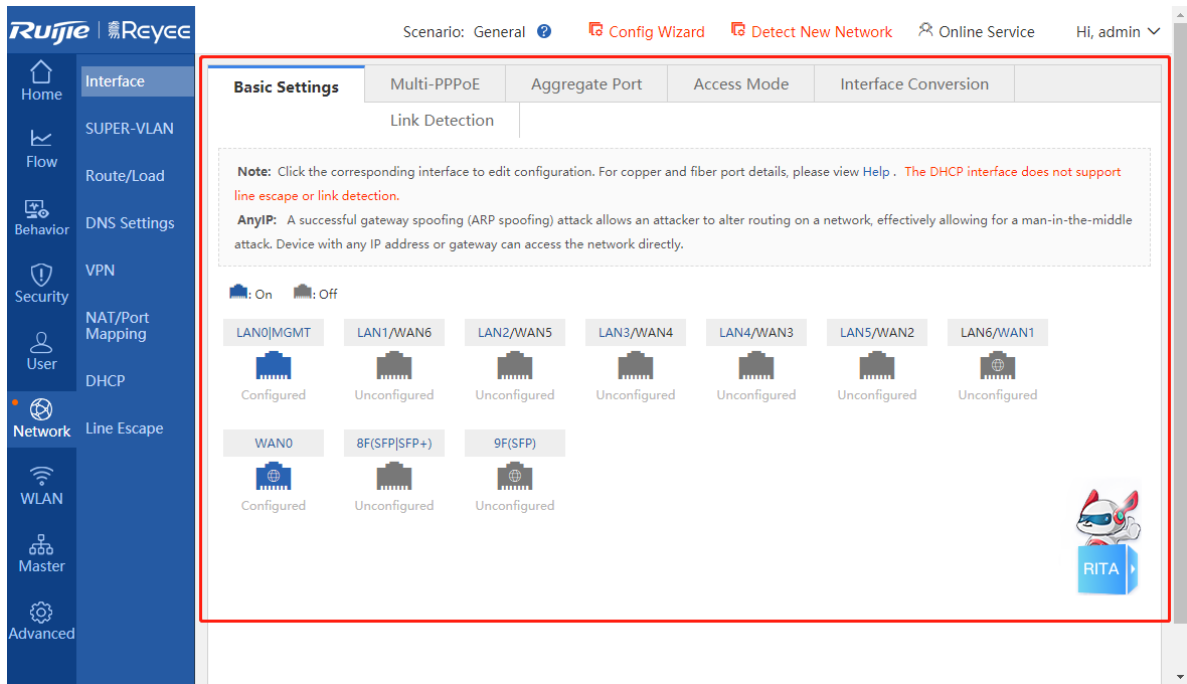 Ruijie | 锐Reyee
Scenario: General ? Config Wizard Detect New Network Online Service Hi, admin
Home
Flow
Behavior
Security
User
Network
WLAN
Master
Advanced
Interface
SUPER-VLAN
Route/Load
DNS Settings
VPN
NAT/Port
Mapping
DHCP
Line Escape
Basic Settings Multi-PPPoE Aggregate Port Access Mode Interface Conversion
Link Detection
Note: Click the corresponding interface to edit configuration. For copper and fiber port details, please view Help . The DHCP interface does not support
line escape or link detection.
AnyIP: A successful gateway spoofing (ARP spoofing) attack allows an attacker to alter routing on a network, effectively allowing for a man-in-the-middle
attack. Device with any IP address or gateway can access the network directly.
: On : Off
LAN0|MGMT LAN1/WAN6 LAN2/WAN5 LAN3/WAN4 LAN4/WAN3 LAN5/WAN2 LAN6/WAN1
Configured Unconfigured Unconfigured Unconfigured Unconfigured Unconfigured Unconfigured
WAN0 8F(SFP|SFP+) 9F(SFP)
Configured Unconfigured Unconfigured
RITA